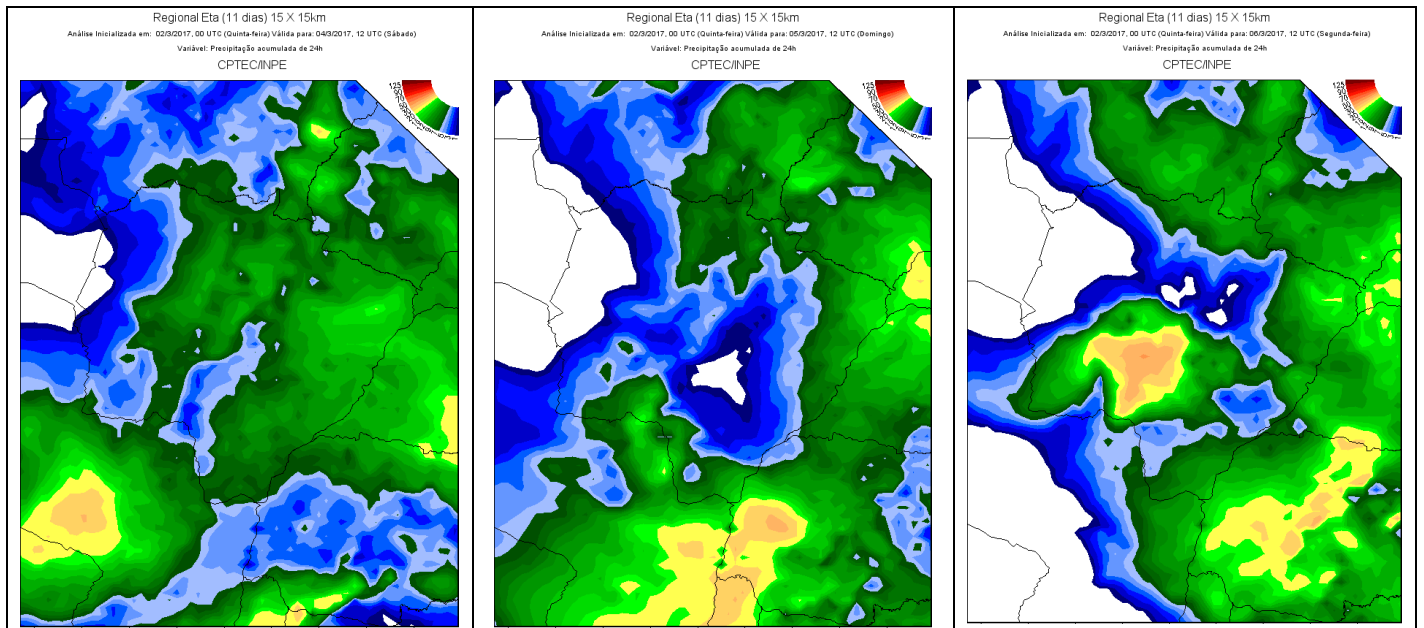 Regional Eta (11 dias) 15 X 15km
Análise Inicializada em: 02/3/2017, 00 UTC (Quinta-feira) Válida para: 04/3/2017, 12 UTC (Sábado)
Variável: Precipitação acumulada de 24h
CPTEC/INPE
Regional Eta (11 dias) 15 X 15km
Análise Inicializada em: 02/3/2017, 00 UTC (Quinta-feira) Válida para: 05/3/2017, 12 UTC (Domingo)
Variável: Precipitação acumulada de 24h
CPTEC/INPE
Regional Eta (11 dias) 15 X 15km
Análise Inicializada em: 02/3/2017, 00 UTC (Quinta-feira) Válida para: 06/3/2017, 12 UTC (Segunda-feira)
Variável: Precipitação acumulada de 24h
CPTEC/INPE